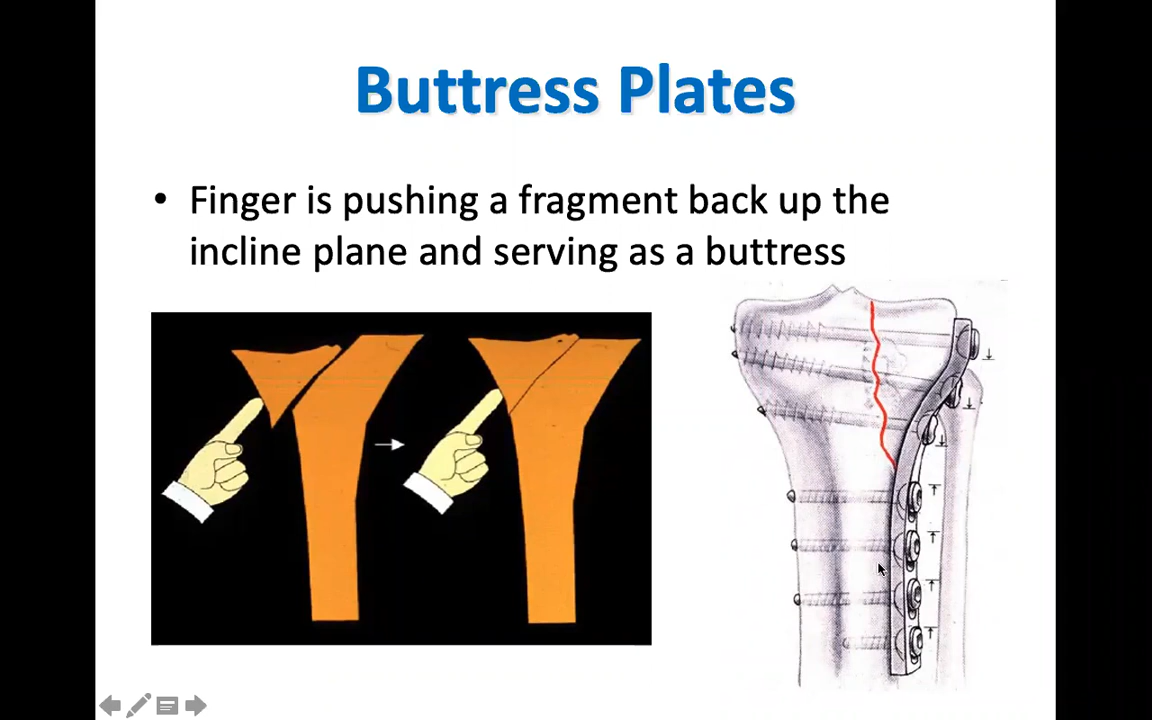 Buttress Plates
• Finger is pushing a fragment back up the
incline plane and serving as a buttress